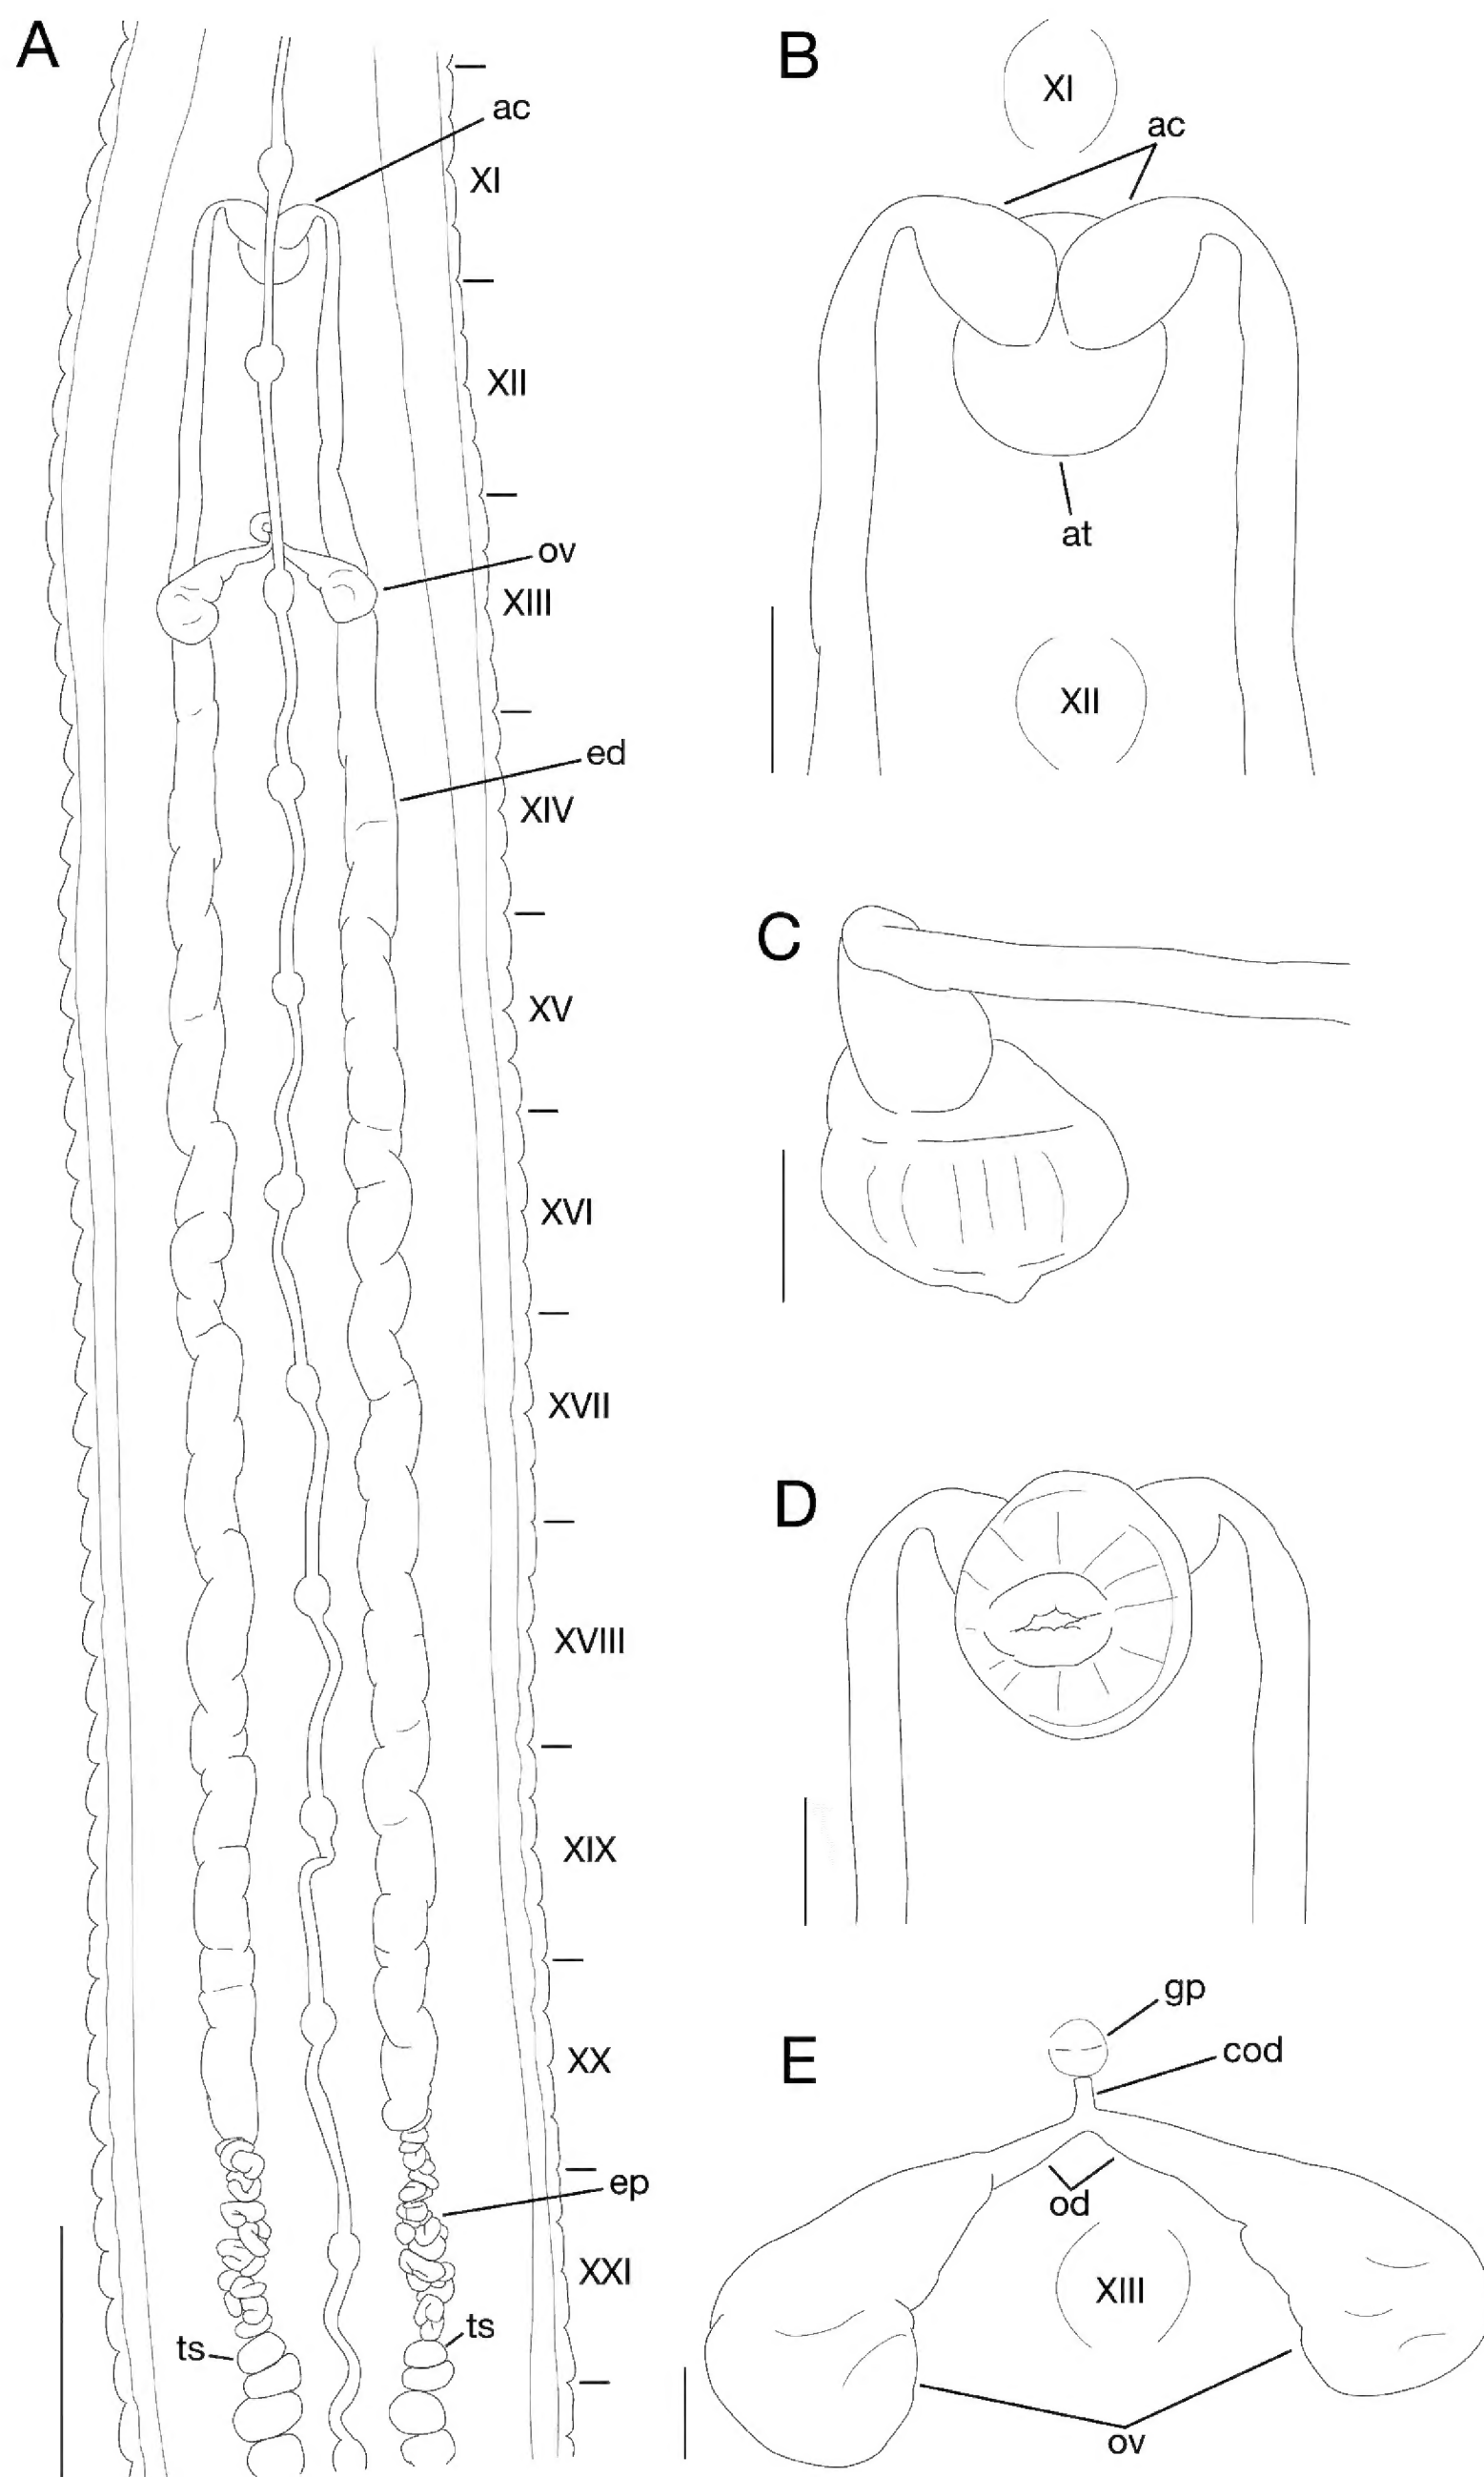 A
ac
XI
XII
ov
XIII
ed
XIV
XV
XVI
XVII
XVIII
XIX
XX
ep
XXI
ts
ts
B
XI
ac
at
XII
C
D
E
gp
cod
od
XIII
ov